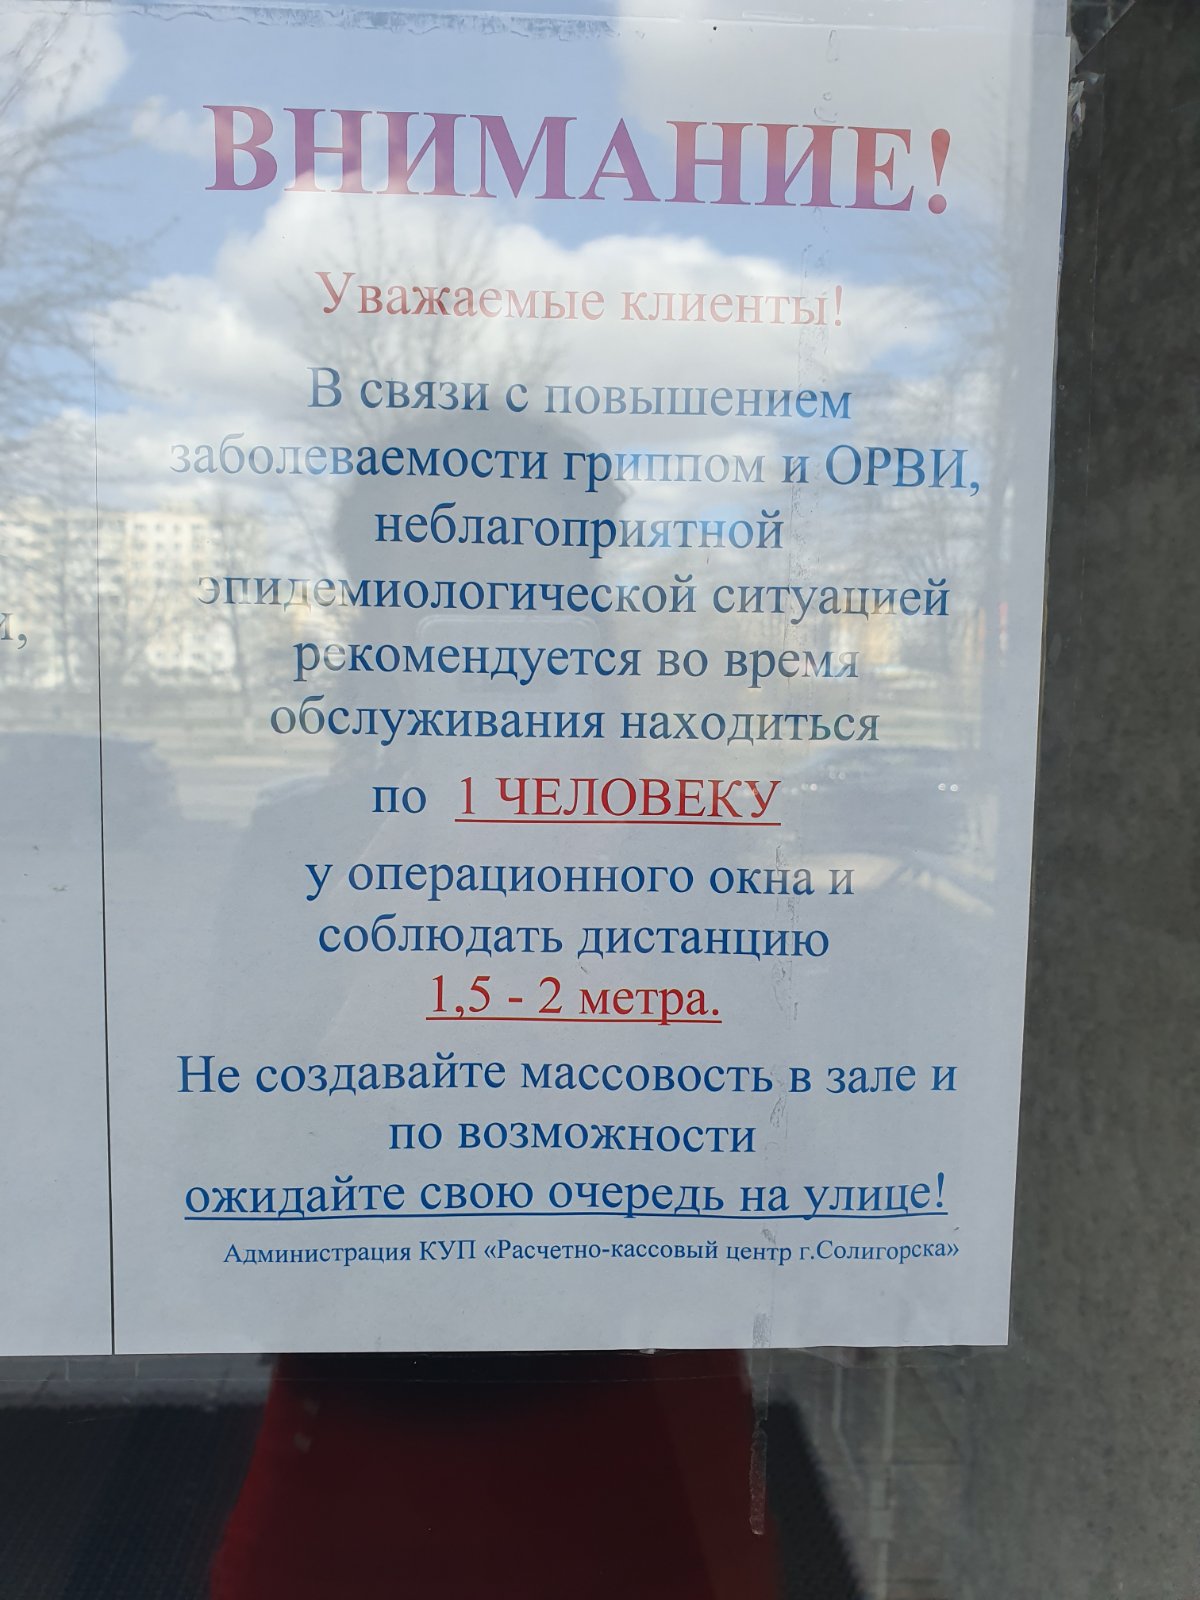 ВНИМАНИЕ!
Уважаемые клиенты!
В связи с повышением
заболеваемости гриппом и ОРВИ,
неблагоприятной
эпидемиологической ситуацией
рекомендуется во время
обслуживания находиться
по 1 ЧЕЛОВЕКУ
у операционного окна и
соблюдать дистанцию
1,5 - 2 метра.
Не создавайте массовость в зале и
по возможности
ожидайте свою очередь на улице!
Администрация КУП «Расчетно-кассовый центр г.Солигорска»